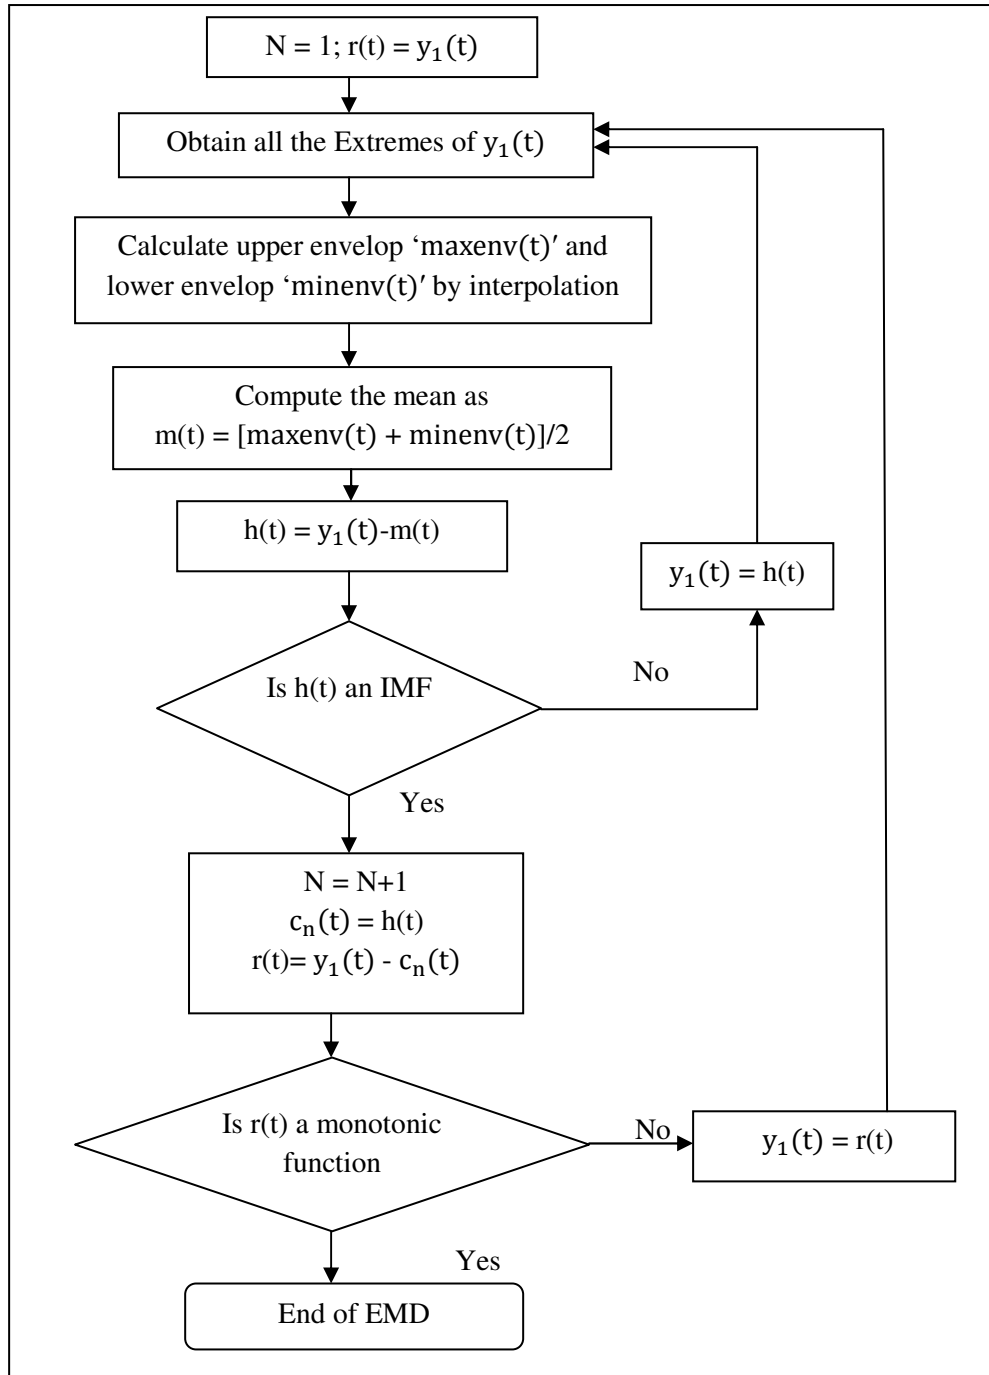 N = 1; r(t) = y₁(t)
Obtain all the Extremes of y₁(t)
Calculate upper envelop ‘maxenv(t)′ and
lower envelop ‘minenv(t)′ by interpolation
Compute the mean as
m(t) = [maxenv(t) + minenv(t)]/2
h(t) = y₁(t)-m(t)
y₁(t) = h(t)
Is h(t) an IMF
No
Yes
N = N+1
cₙ(t) = h(t)
r(t)= y₁(t) - cₙ(t)
Is r(t) a monotonic
function
No
y₁(t) = r(t)
Yes
End of EMD